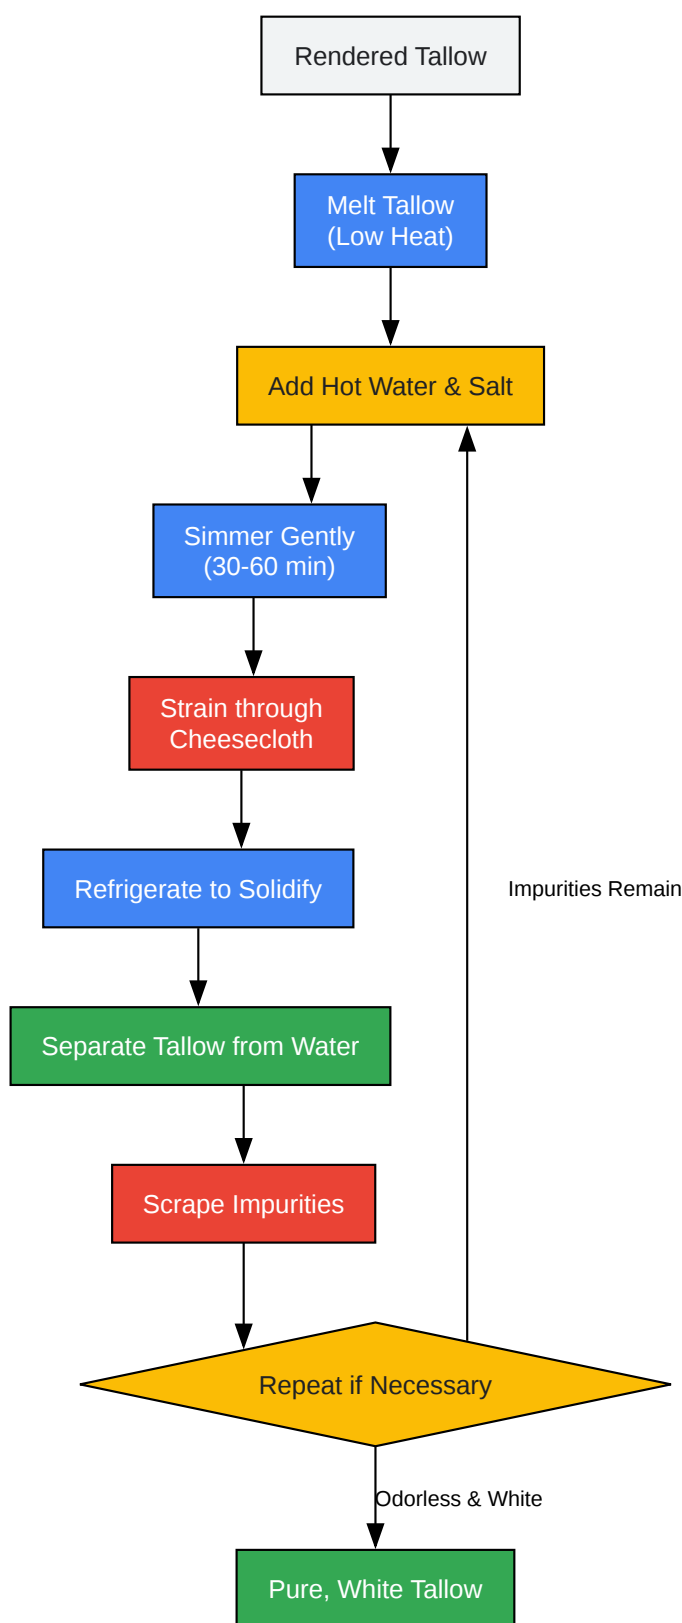 Rendered Tallow
Melt Tallow
(Low Heat)
Add Hot Water & Salt
Simmer Gently
(30-60 min)
Strain through
Cheesecloth
Refrigerate to Solidify
Impurities Remain
Separate Tallow from Water
Scrape Impurities
Repeat if Necessary
Odorless & White
Pure, White Tallow